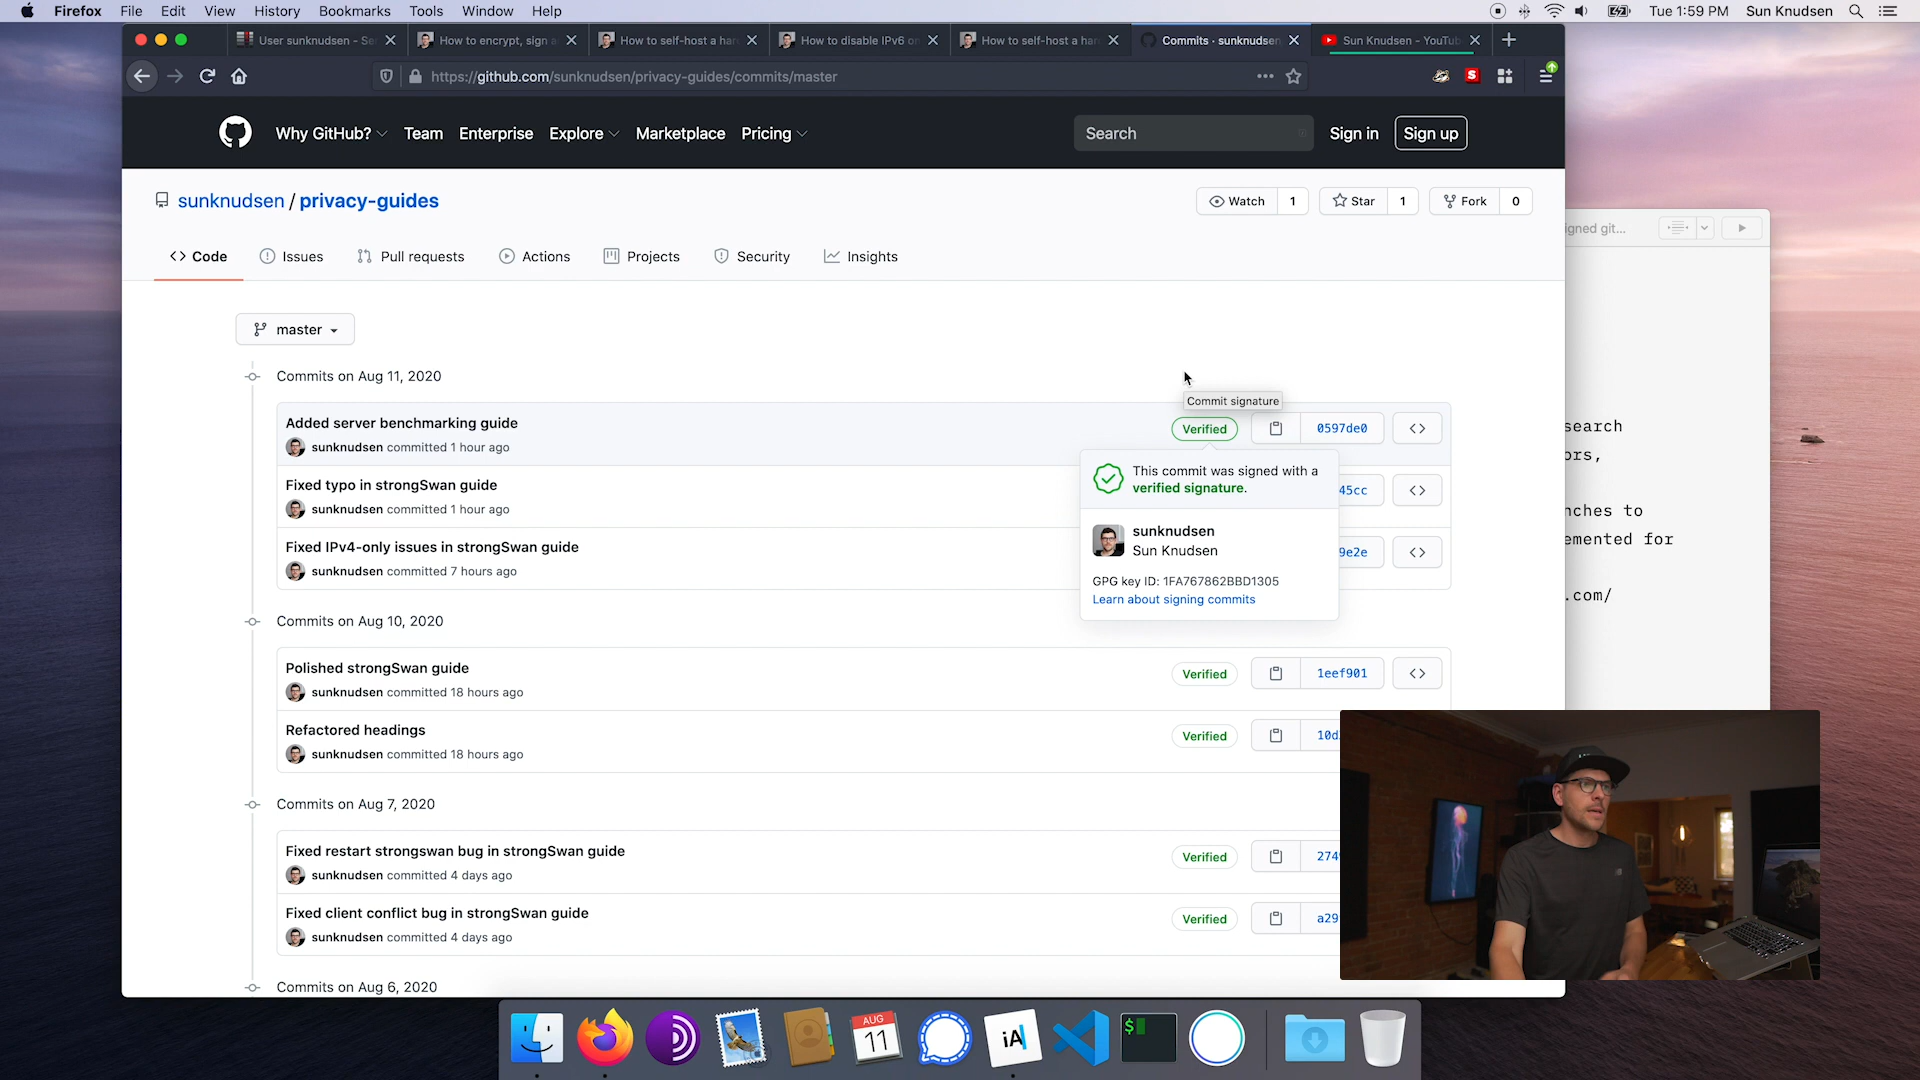 Firefox File Edit View History Bookmarks Tools Window Help
Tue 1:59 PM Sun Knudsen
User sunknudsen - Se
How to encrypt, sign a
How to self-host a har
How to disable IPv6 on
How to self-host a har
Commits · sunknudsen
Sun Knudsen - YouTub
https://github.com/sunknudsen/privacy-guides/commits/master
Why GitHub? Team Enterprise Explore Marketplace Pricing
Search
Sign in
Sign up
sunknudsen / privacy-guides
Watch 1
Star 1
Fork 0
Code Issues Pull requests Actions Projects Security Insights
igned git...
master
Commits on Aug 11, 2020
Commit signature
Added server benchmarking guide
sunknudsen committed 1 hour ago
Verified
0597de0
This commit was signed with a
verified signature.
sunknudsen
Sun Knudsen
GPG key ID: 1FA767862BBD1305
Learn about signing commits
Fixed typo in strongSwan guide
sunknudsen committed 1 hour ago
45cc
Fixed IPv4-only issues in strongSwan guide
sunknudsen committed 7 hours ago
9e2e
Commits on Aug 10, 2020
Polished strongSwan guide
sunknudsen committed 18 hours ago
Verified
1eef901
Refactored headings
sunknudsen committed 18 hours ago
Verified
10d
Commits on Aug 7, 2020
Fixed restart strongswan bug in strongSwan guide
sunknudsen committed 4 days ago
Verified
274
Fixed client conflict bug in strongSwan guide
sunknudsen committed 4 days ago
Verified
a29
Commits on Aug 6, 2020
search
ors,
nches to
emented for
.com/
AUG
11
iA
$
S